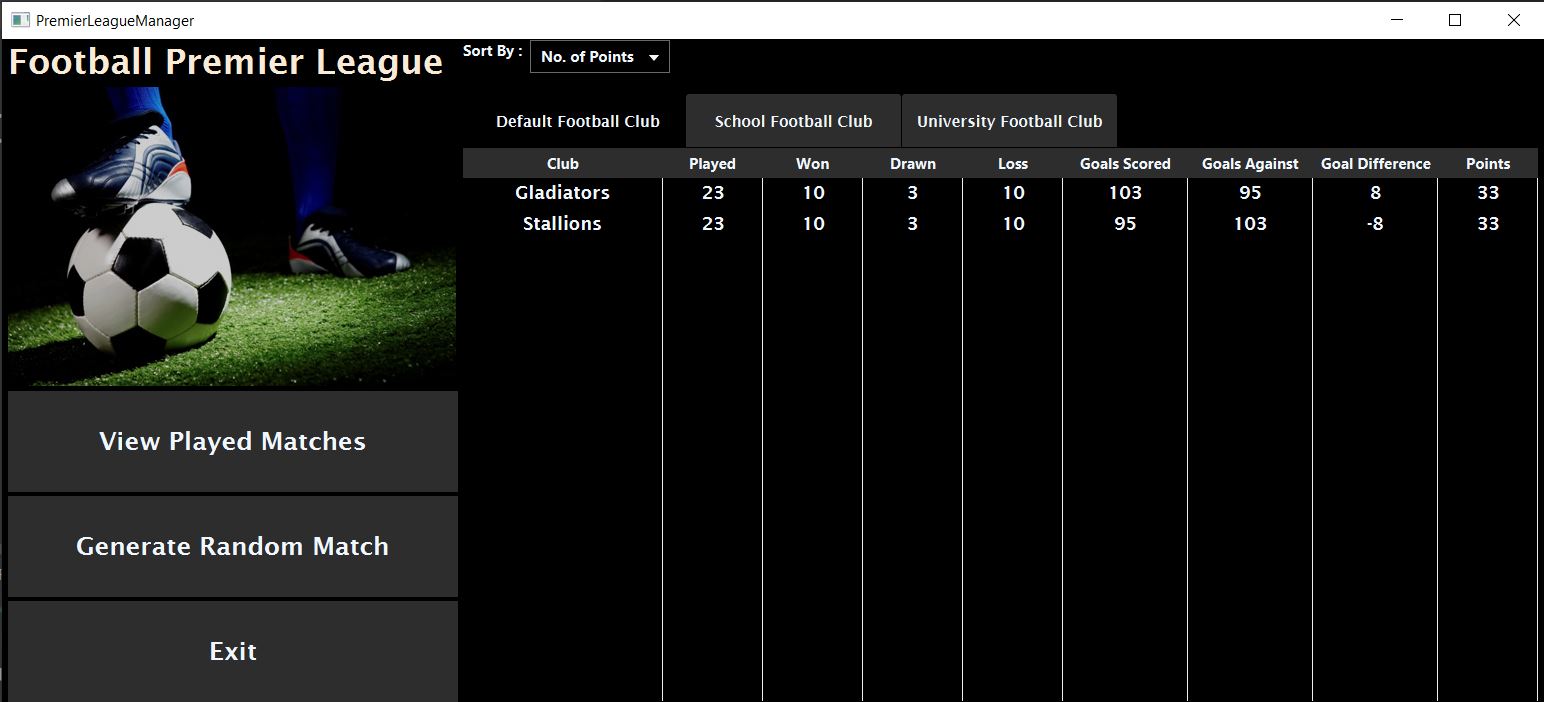 PremierLeagueManager
Football Premier League
Sort By : No. of Points
Default Football Club School Football Club University Football Club
Club Played Won Drawn Loss Goals Scored Goals Against Goal Difference Points
Gladiators 23 10 3 10 103 95 8 33
Stallions 23 10 3 10 95 103 -8 33
View Played Matches
Generate Random Match
Exit